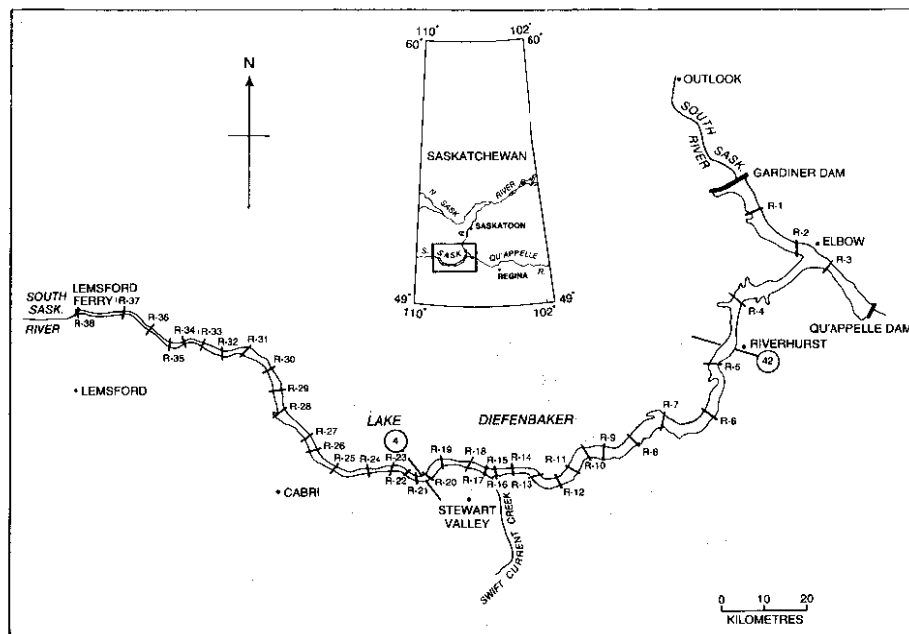 110°
102°
60°
60°
N
OUTLOOK
SOUTH SASK.
RIVER
SASKATCHEWAN
GARDINER DAM
N. SASK.
RIVER
SASKATOON
R-1
R-2
ELBOW
R-3
S.
SASK
QU'APPELLE
R.
REGINA
49°
49°
110°
102°
R-4
QU'APPELLE DAM
SOUTH
SASK.
RIVER
LEMSFORD
FERRY
R-37
R-38
R-36
R-34
R-33
R-35
R-32
R-31
RIVERHURST
42
R-5
R-30
LEMSFORD
R-29
R-28
LAKE
DIEFENBAKER
R-7
R-6
4
R-27
R-26
R-9
R-8
R-25
R-24
R-23
R-19
R-18
R-15
R-14
R-11
R-10
R-22
R-21
R-20
R-17
R-16
R-13
R-12
CABRI
STEWART
VALLEY
SWIFT CURRENT CREEK
0 10 20
KILOMETRES